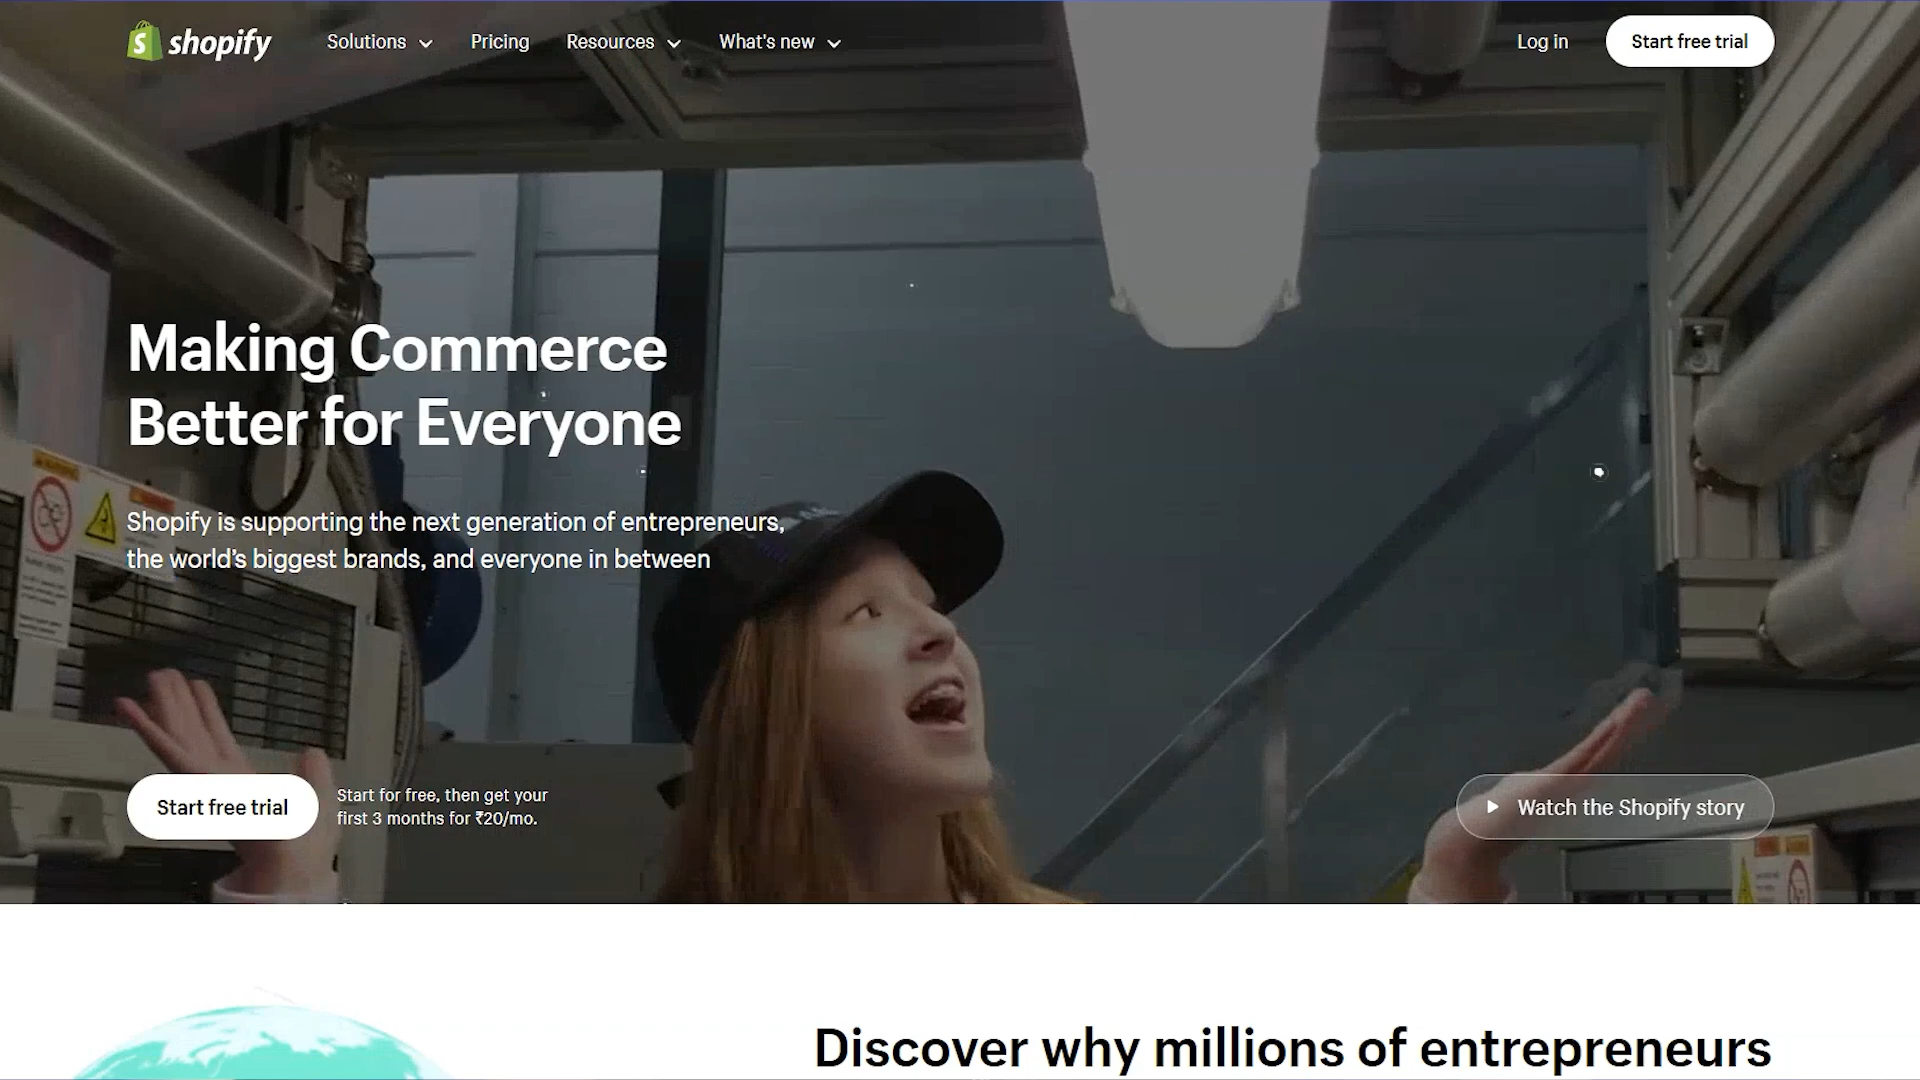 shopify
Solutions
Pricing
Resources
What's new
Log in
Start free trial
Making Commerce
Better for Everyone
Shopify is supporting the next generation of entrepreneurs,
the world’s biggest brands, and everyone in between
Start free trial
Start for free, then get your
first 3 months for ₹20/mo.
Watch the Shopify story
Discover why millions of entrepreneurs